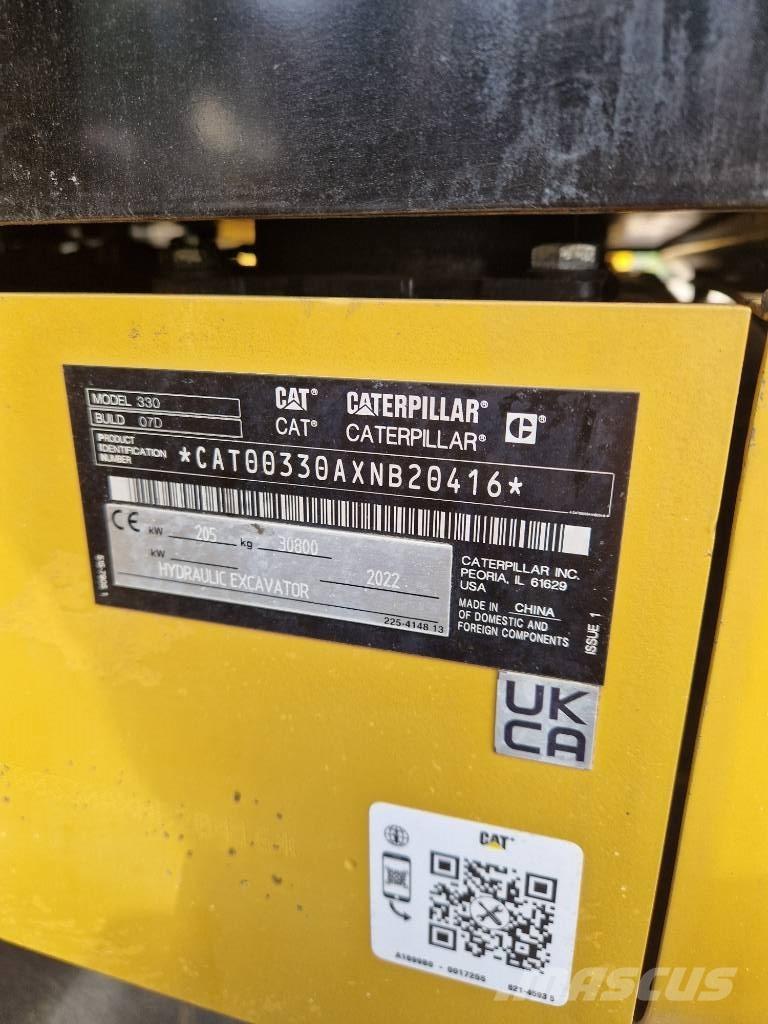 MODEL 330
BUILD 07D
CAT® CATERPILLAR®
CAT® CATERPILLAR®
PRODUCT
IDENTIFICATION
NUMBER
*CAT00330AXNB20416*
CE kW 205 kg 30800
kW
HYDRAULIC EXCAVATOR 2022
225-4148 13
CATERPILLAR INC.
PEORIA, IL 61629
USA
MADE IN CHINA
OF DOMESTIC AND
FOREIGN COMPONENTS
ISSUE 1
UK
CA
CAT®
MASCUS